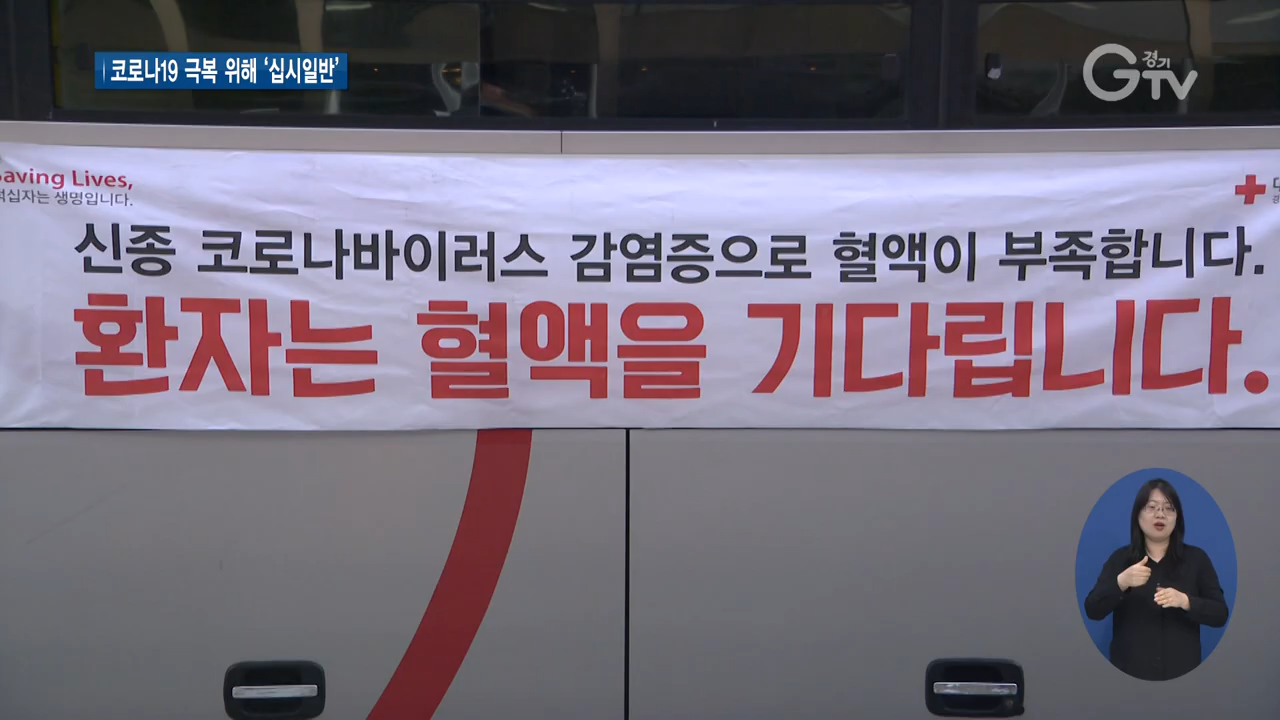 코로나19 극복 위해 '십시일반'
경기
GTV
Saving Lives,
적십자는 생명입니다.
신종 코로나바이러스 감염증으로 혈액이 부족합니다.
환자는 혈액을 기다립니다.